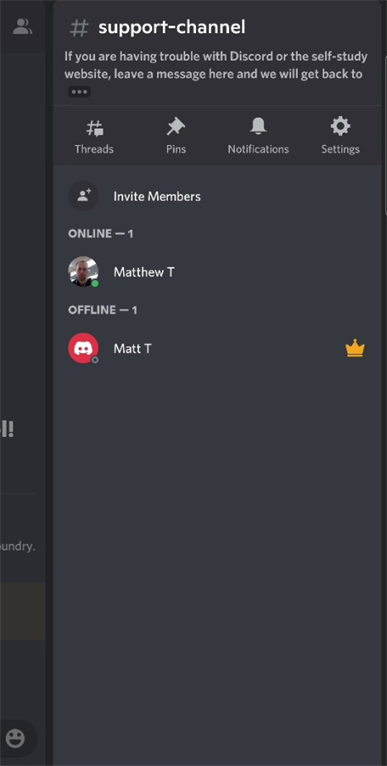 # support-channel
If you are having trouble with Discord or the self-study
website, leave a message here and we will get back to
Threads Pins Notifications Settings
Invite Members
ONLINE — 1
Matthew T
OFFLINE — 1
Matt T
l!
oundry.